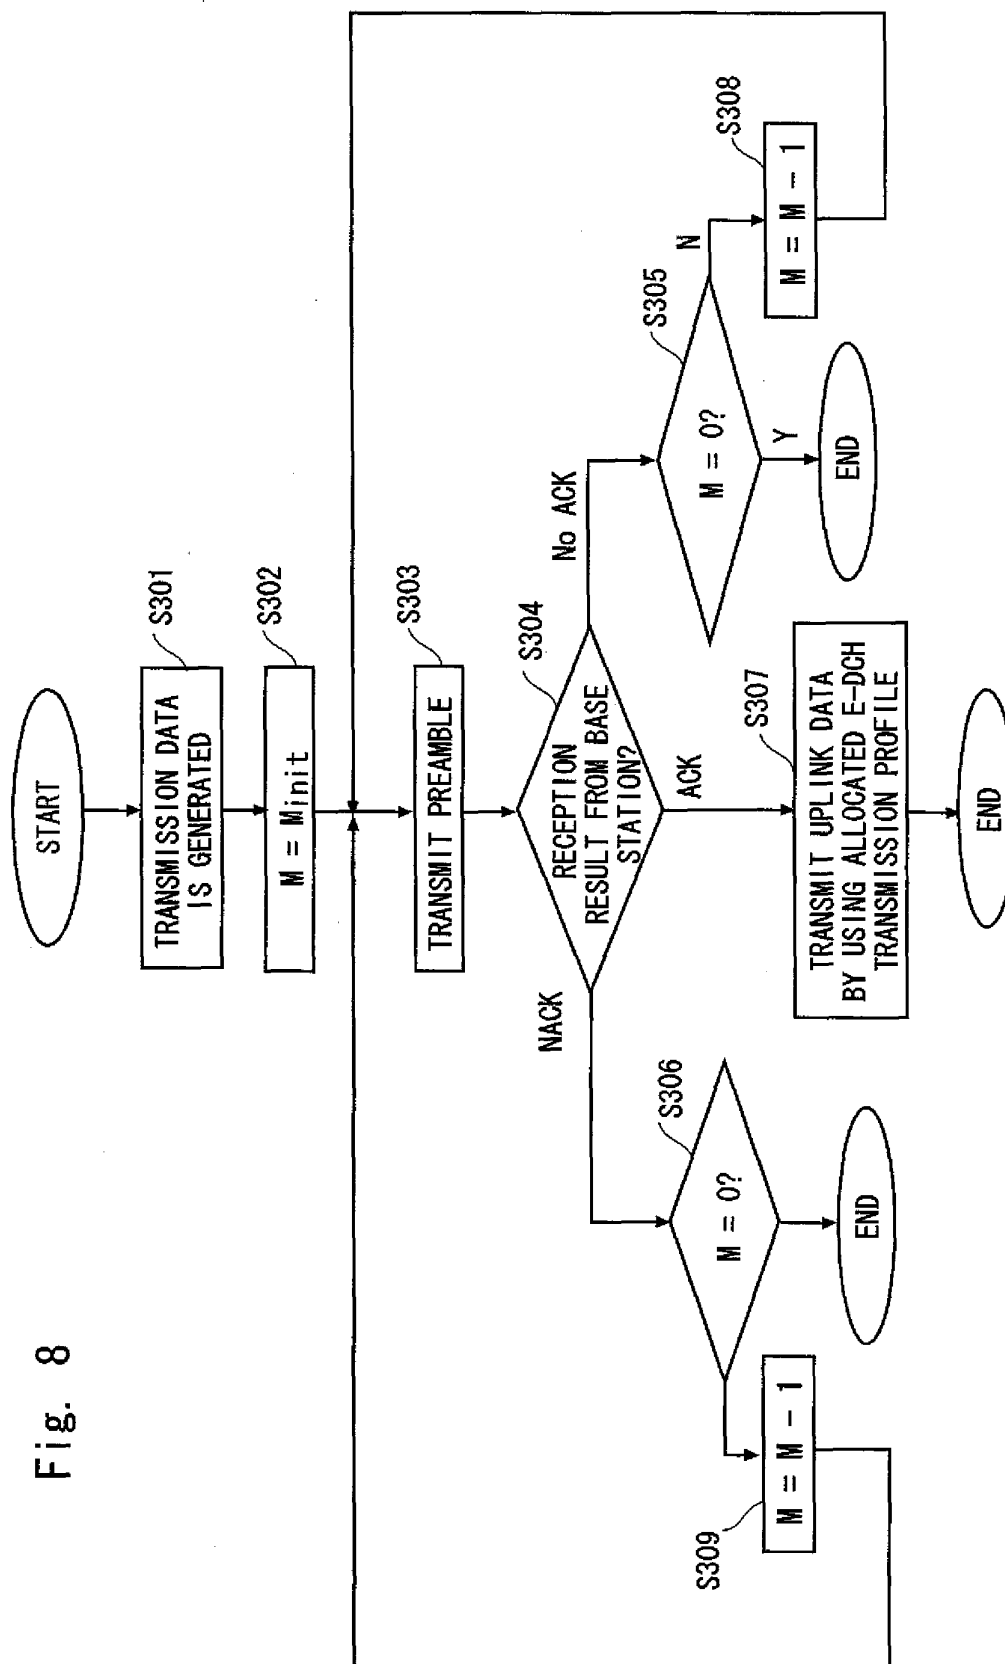 Fig. 8
START
S301
TRANSMISSION DATA
IS GENERATED
S302
M = Minit
S303
TRANSMIT PREAMBLE
S304
RECEPTION
RESULT FROM BASE
STATION?
NACK
ACK
No ACK
S306
M = 0?
END
S309
M = M - 1
S307
TRANSMIT UPLINK DATA
BY USING ALLOCATED E-DCH
TRANSMISSION PROFILE
END
S305
M = 0?
N
Y
END
S308
M = M - 1